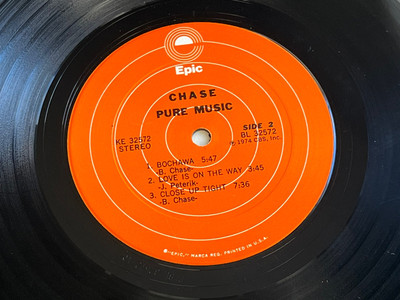 Epic
CHASE
PURE MUSIC
KE 32572
STEREO
SIDE 2
BL 32572
℗ 1974 CBS, Inc.
1. BOCHAWA 5:47
-B. Chase-
2. LOVE IS ON THE WAY 3:45
-J. Peterik-
3. CLOSE UP TIGHT 7:36
-B. Chase-
"EPIC," MARCA REG. PRINTED IN U.S.A.